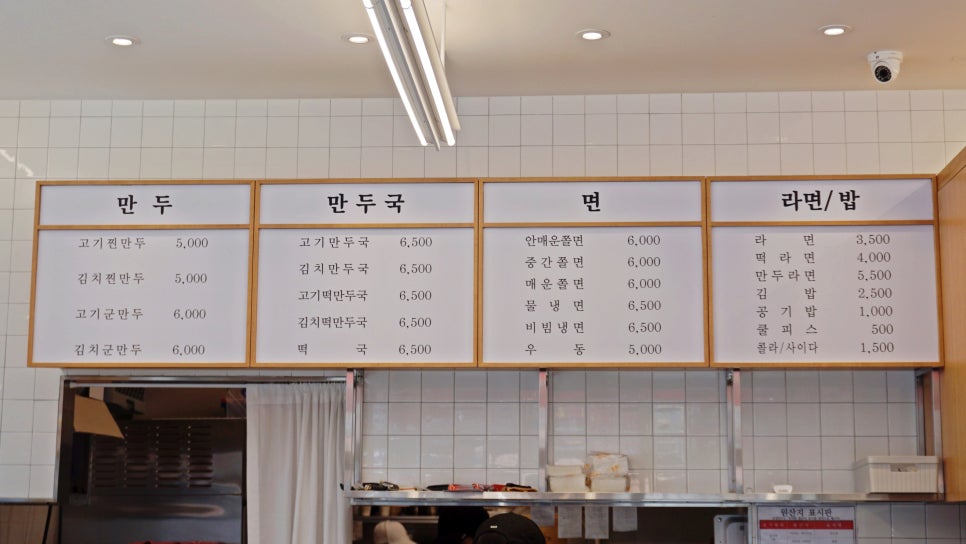 만두
고기찐만두 5,000
김치찐만두 5,000
고기군만두 6,000
김치군만두 6,000
만두국
고기만두국 6,500
김치만두국 6,500
고기떡만두국 6,500
김치떡만두국 6,500
떡국 6,500
면
안매운쫄면 6,000
중간쫄면 6,000
매운쫄면 6,000
물냉면 6,500
비빔냉면 6,500
우동 5,000
라면/밥
라면 3,500
떡라면 4,000
만두라면 5,500
김밥 2,500
공기밥 1,000
쿨피스 500
콜라/사이다 1,500
원산지 표시판